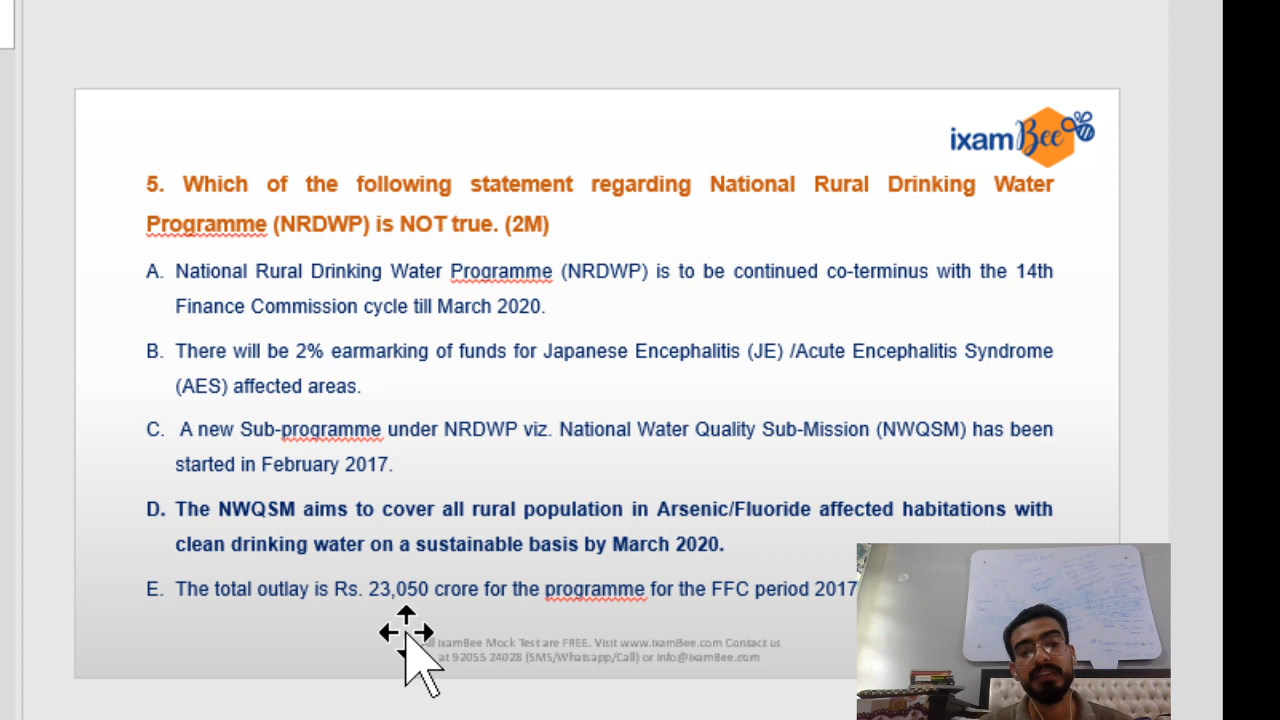 ixamBee
5. Which of the following statement regarding National Rural Drinking Water
Programme (NRDWP) is NOT true. (2M)
A. National Rural Drinking Water Programme (NRDWP) is to be continued co-terminus with the 14th
Finance Commission cycle till March 2020.
B. There will be 2% earmarking of funds for Japanese Encephalitis (JE) /Acute Encephalitis Syndrome
(AES) affected areas.
C. A new Sub-programme under NRDWP viz. National Water Quality Sub-Mission (NWQSM) has been
started in February 2017.
D. The NWQSM aims to cover all rural population in Arsenic/Fluoride affected habitations with
clean drinking water on a sustainable basis by March 2020.
E. The total outlay is Rs. 23,050 crore for the programme for the FFC period 2017
ixamBee Mock Test are FREE. Visit www.ixamBee.com Contact us
at 92055 24028 (SMS/Whatsapp/Call) or info@ixamBee.com